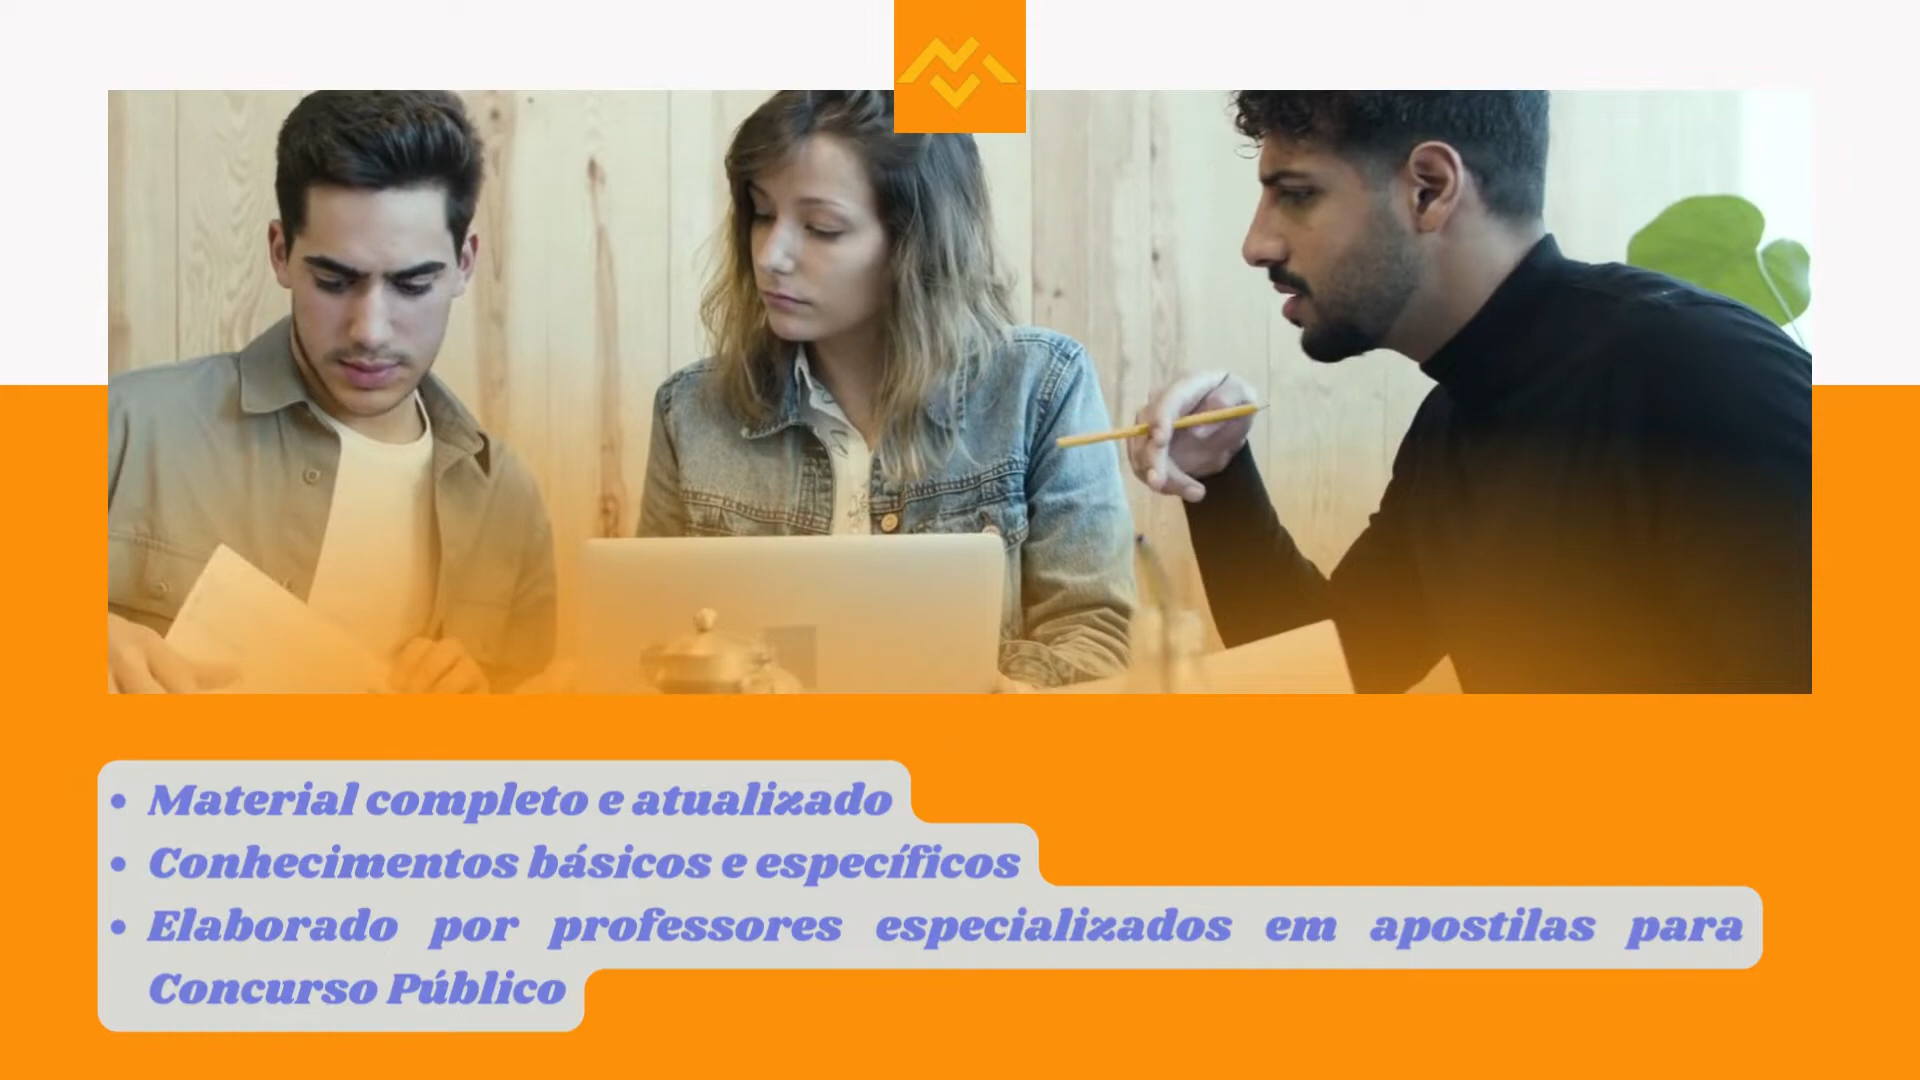 • Material completo e atualizado
• Conhecimentos básicos e específicos
• Elaborado por professores especializados em apostilas para
Concurso Público